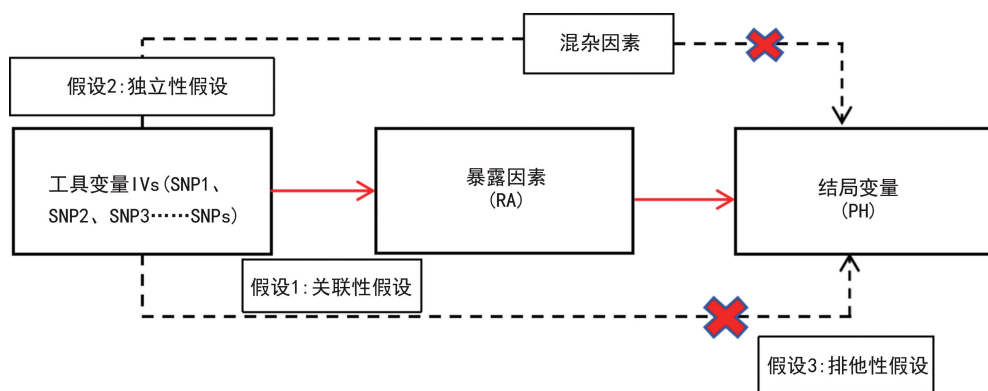 混杂因素
假设2:独立性假设
工具变量IVs(SNP1、
SNP2、SNP3……SNPs)
暴露因素
(RA)
结局变量
(PH)
假设1:关联性假设
假设3:排他性假设